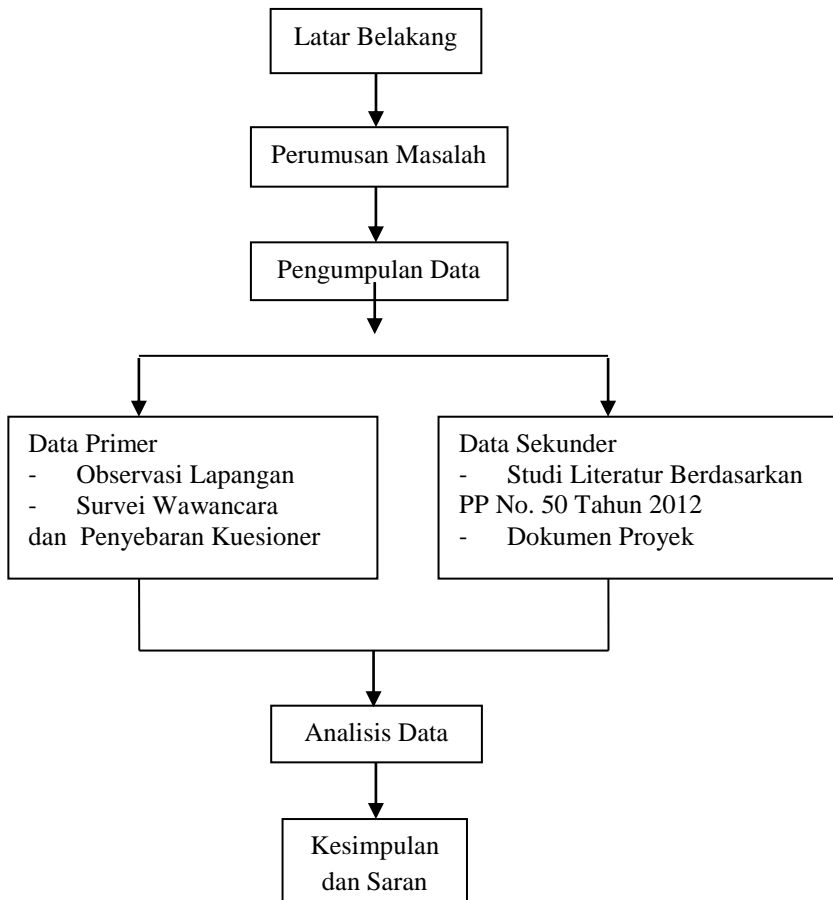 Latar Belakang
Perumusan Masalah
Pengumpulan Data
Data Primer
- Observasi Lapangan
- Survei Wawancara
dan Penyebaran Kuesioner
Data Sekunder
- Studi Literatur Berdasarkan
PP No. 50 Tahun 2012
- Dokumen Proyek
Analisis Data
Kesimpulan
dan Saran